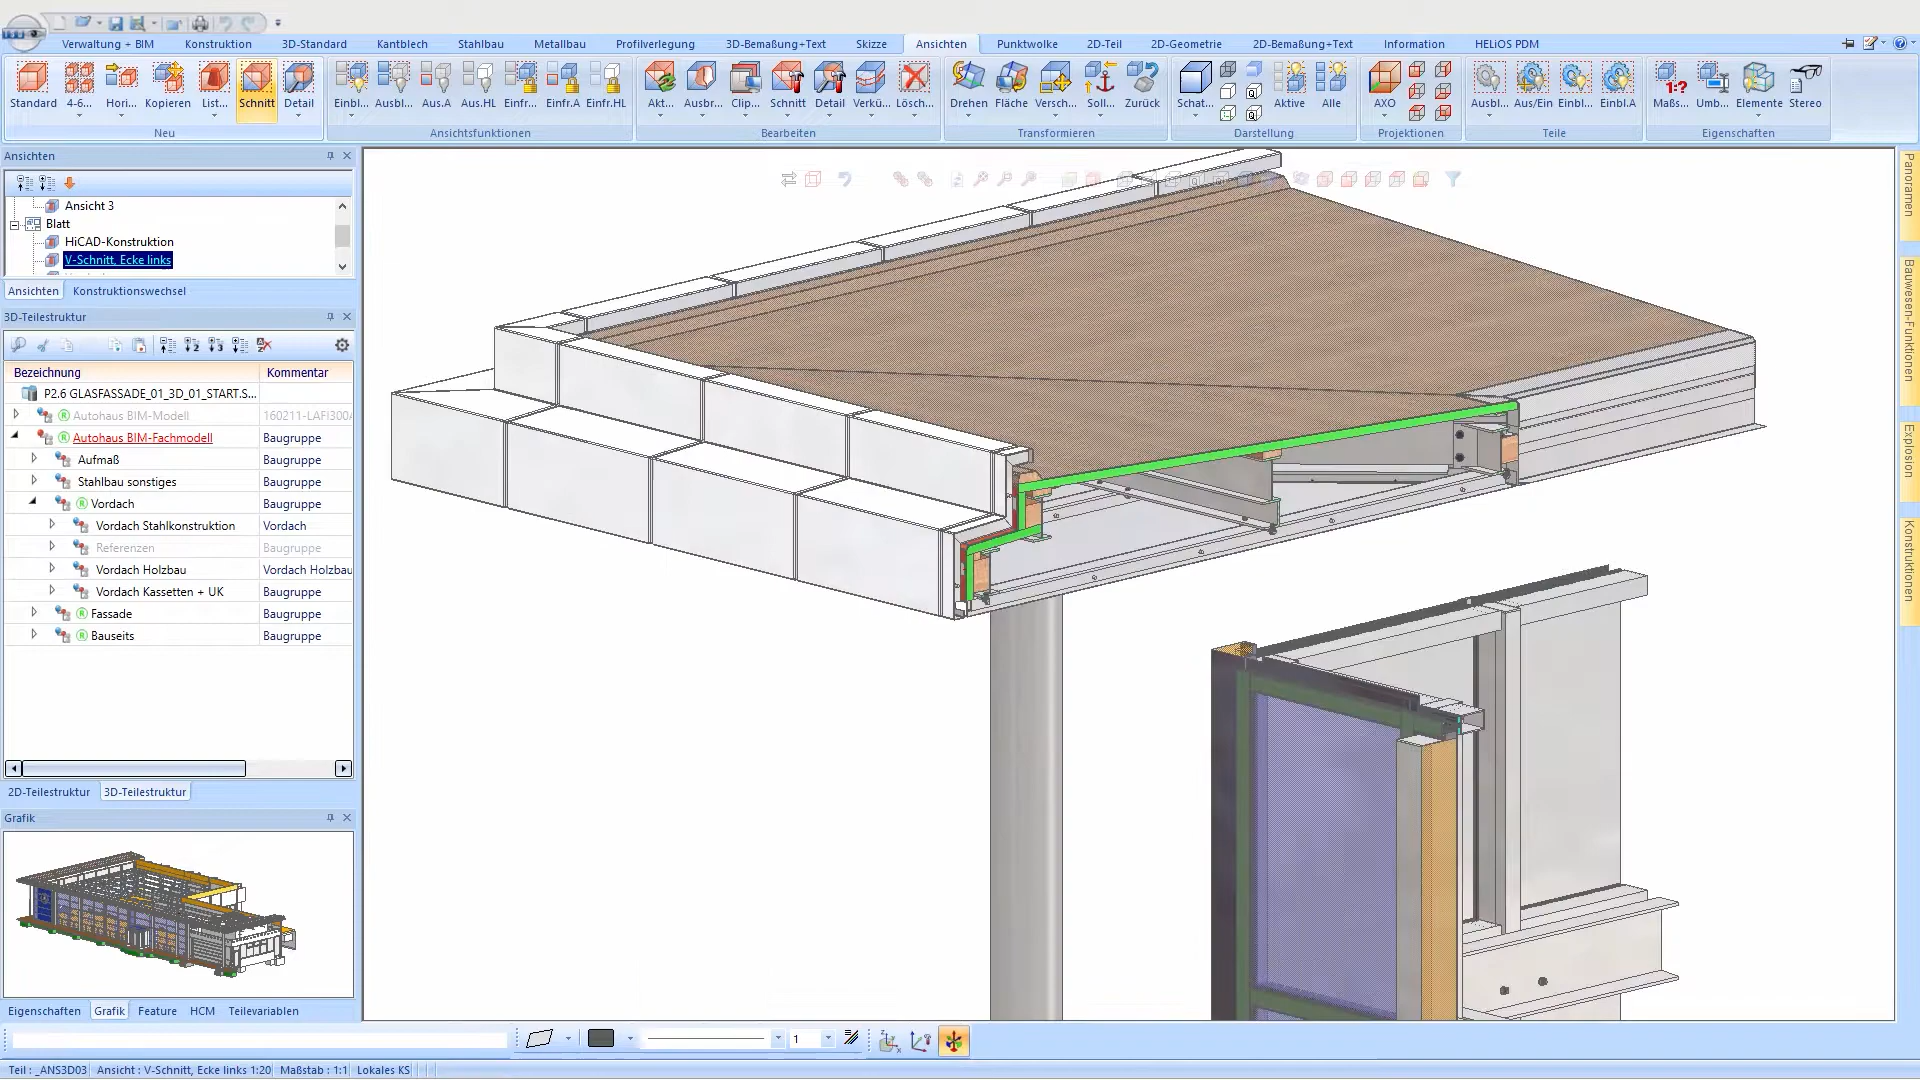 Verwaltung + BIM Konstruktion 3D-Standard Kantblech Stahlbau Metallbau Profilverlegung 3D-Bemaßung+Text Skizze Ansichten Punktwolke 2D-Teil 2D-Geometrie 2D-Bemaßung+Text Information HELiOS PDM
Standard 4-6... Hori... Kopieren List... Schnitt Detail Einbl... Ausbl... Aus.A Aus.HL Einfr... Einfr.A Einfr.HL Akt... Ausbr... Clip... Schnitt Detail Verkü... Lösch... Drehen Fläche Versch... Soll... Zurück Schat... Aktive Alle AXO Ausbl... Aus/Ein Einbl... Einbl.A Maßs... Umb... Elemente Stereo
Neu Ansichtsfunktionen Bearbeiten Transformieren Darstellung Projektionen Teile Eigenschaften
Ansichten
Ansicht 3
Blatt
HiCAD-Konstruktion
V-Schnitt, Ecke links
Ansichten Konstruktionswechsel
3D-Teilestruktur
Bezeichnung Kommentar
P2.6 GLASFASSADE_01_3D_01_START.S...
Autohaus BIM-Modell 160211-LAFI300A
Autohaus BIM-Fachmodell Baugruppe
Aufmaß Baugruppe
Stahlbau sonstiges Baugruppe
Vordach Baugruppe
Vordach Stahlkonstruktion Vordach
Referenzen Baugruppe
Vordach Holzbau Vordach Holzbau
Vordach Kassetten + UK Baugruppe
Fassade Baugruppe
Bauseits Baugruppe
2D-Teilestruktur 3D-Teilestruktur
Grafik
Eigenschaften Grafik Feature HCM Teilevariablen
1
Teil : _ANS3D03 Ansicht : V-Schnitt, Ecke links 1:20 Maßstab : 1:1 Lokales KS
Panoramen
Bauwesen-Funktionen
Explosion
Konstruktionen